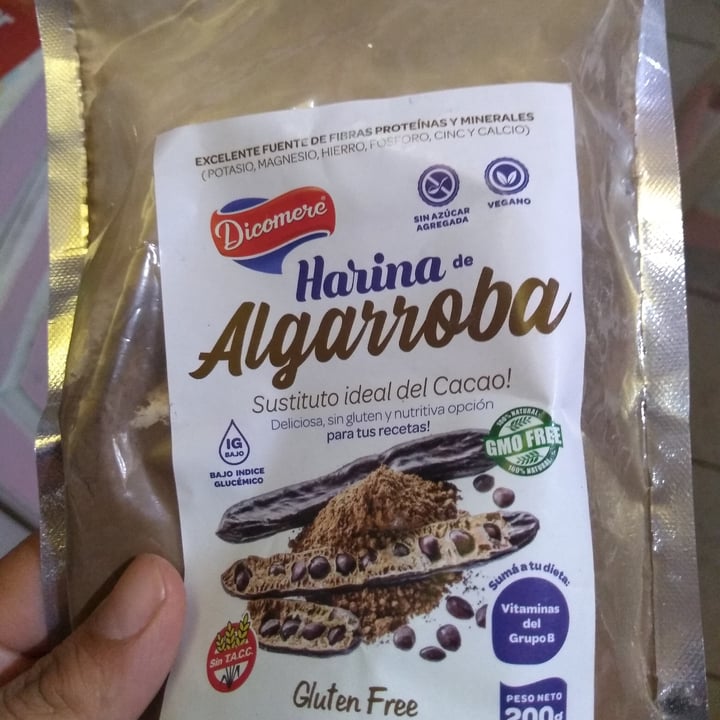 EXCELENTE FUENTE DE FIBRAS PROTEÍNAS Y MINERALES
(POTASIO, MAGNESIO, HIERRO, FÓSFORO, CINC Y CALCIO)
Dicomere®
SIN AZÚCAR
AGREGADA
VEGANO
Harina de
Algarroba
Sustituto ideal del Cacao!
Deliciosa, sin gluten y nutritiva opción
para tus recetas!
IG
BAJO
BAJO INDICE
GLUCÉMICO
100% NATURAL
GMO FREE
100% NATURAL
Sumá a tu dieta:
Vitaminas
del
Grupo B
Sin T.A.C.C.
Gluten Free
PESO NETO
200g